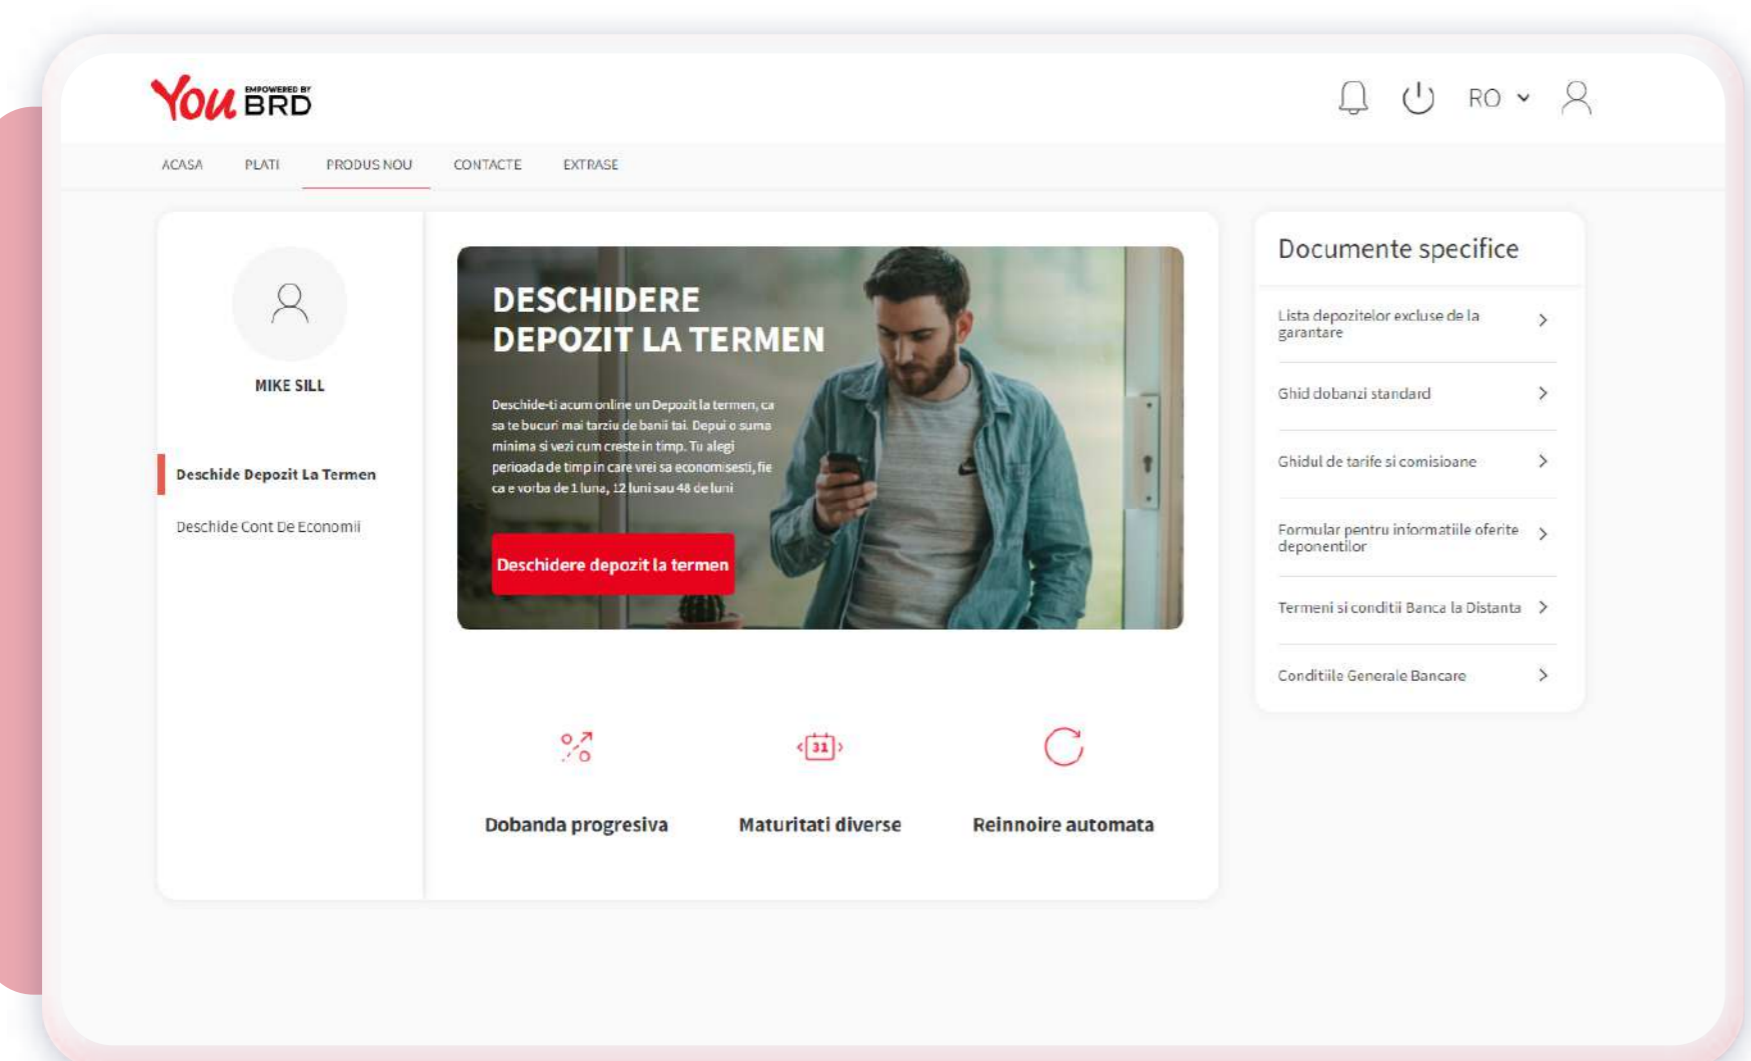 You EMPOWERED BY
BRD
RO
ACASA PLATI PRODUS NOU CONTACTE EXTRASE
MIKE SILL
Deschide Depozit La Termen
Deschide Cont De Economii
DESCHIDERE
DEPOZIT LA TERMEN
Deschide-ti acum online un Depozit la termen, ca
sa te bucuri mai tarziu de banii tai. Depui o suma
minima si vezi cum creste in timp. Tu alegi
perioada de timp in care vrei sa economisesti, fie
ca e vorba de 1 luna, 12 luni sau 48 de luni
Deschidere depozit la termen
31
Dobanda progresiva
Maturitati diverse
Reinnoire automata
Documente specifice
Lista depozitelor excluse de la
garantare
Ghid dobanzi standard
Ghidul de tarife si comisioane
Formular pentru informatiile oferite
deponentilor
Termeni si conditii Banca la Distanta
Conditiile Generale Bancare